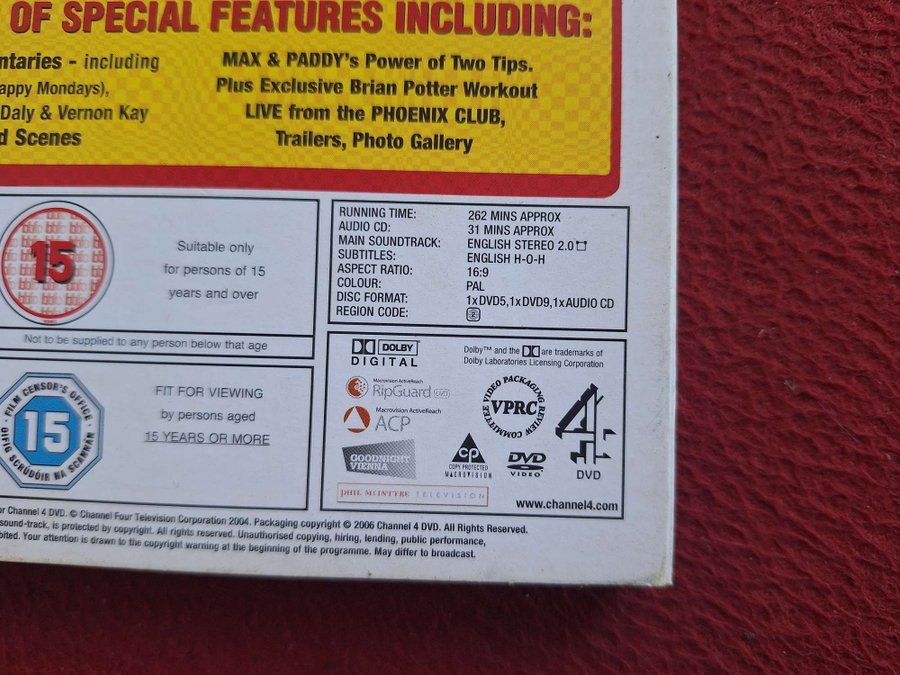 OF SPECIAL FEATURES INCLUDING:
ntaries - including
appy Mondays),
Daly & Vernon Kay
d Scenes
MAX & PADDY's Power of Two Tips.
Plus Exclusive Brian Potter Workout
LIVE from the PHOENIX CLUB,
Trailers, Photo Gallery
15
Suitable only
for persons of 15
years and over
Not to be supplied to any person below that age
FILM CENSOR'S OFFICE
15
OIFIG SCRÚDÓIR NA SCANNÁN
FIT FOR VIEWING
by persons aged
15 YEARS OR MORE
RUNNING TIME: 262 MINS APPROX
AUDIO CD: 31 MINS APPROX
MAIN SOUNDTRACK: ENGLISH STEREO 2.0
SUBTITLES: ENGLISH H-O-H
ASPECT RATIO: 16:9
COLOUR: PAL
DISC FORMAT: 1xDVD5,1xDVD9,1xAUDIO CD
REGION CODE: 2
DOLBY
DIGITAL
Dolby™ and the are trademarks of
Dolby Laboratories Licensing Corporation
Macrovision ActiveReach
RipGuard DVD
Macrovision ActiveReach
ACP
VIDEO PACKAGING REVIEW COMMITTEE
VPRC
4
DVD
GOODNIGHT
VIENNA
CP
COPY PROTECTED
MACROVISION
DVD
VIDEO
PHIL McINTYRE TELEVISION
www.channel4.com
or Channel 4 DVD. © Channel Four Television Corporation 2004. Packaging copyright © 2006 Channel 4 DVD. All Rights Reserved.
sound-track, is protected by copyright. All rights reserved. Unauthorised copying, hiring, lending, public performance,
bited. Your attention is drawn to the copyright warning at the beginning of the programme. May differ to broadcast.